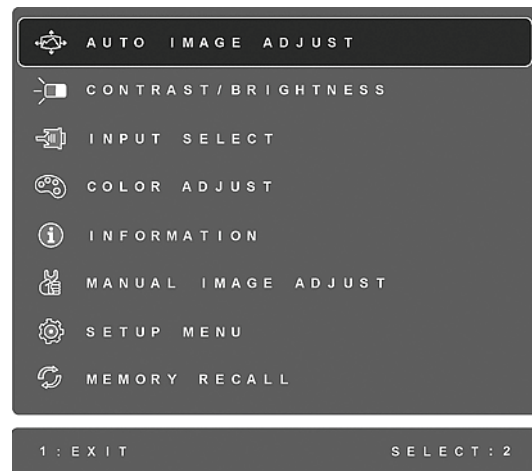 AUTO IMAGE ADJUST
CONTRAST/BRIGHTNESS
INPUT SELECT
COLOR ADJUST
INFORMATION
MANUAL IMAGE ADJUST
SETUP MENU
MEMORY RECALL
1:EXIT SELECT:2